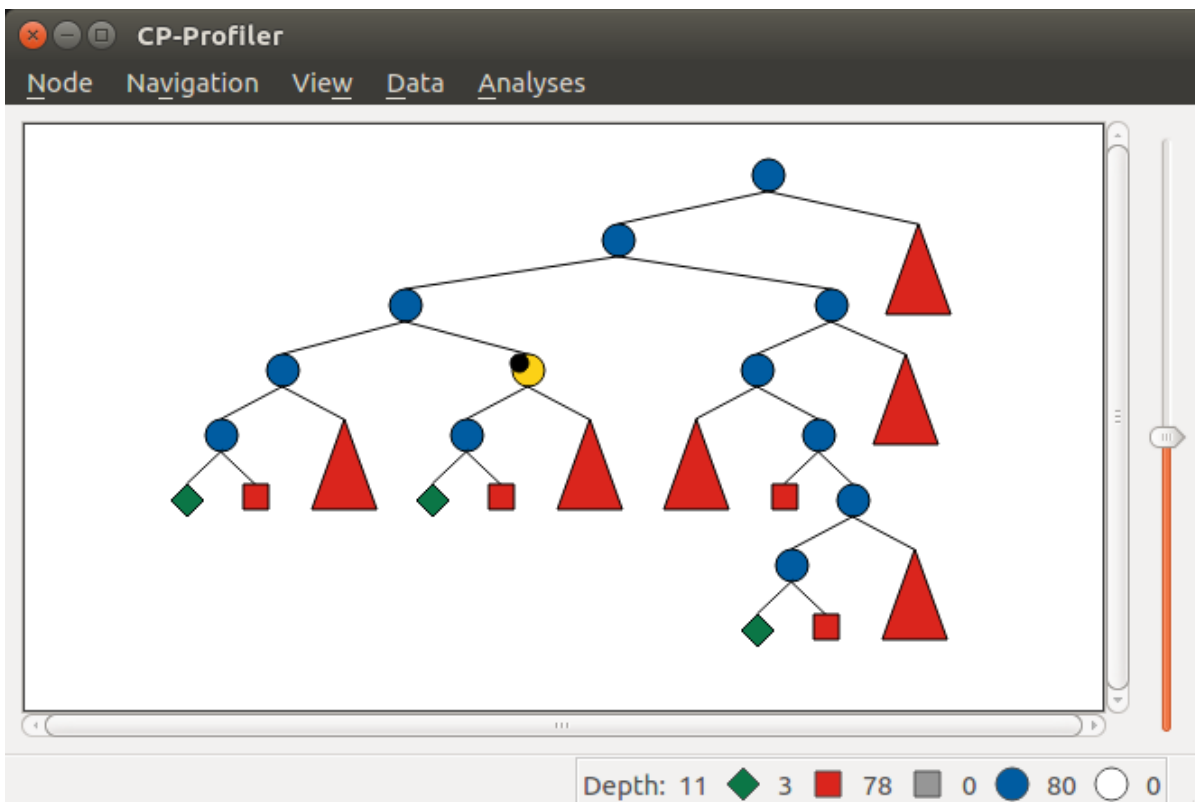 CP-Profiler
Node Navigation View Data Analyses
Depth: 11 3 78 0 80 0